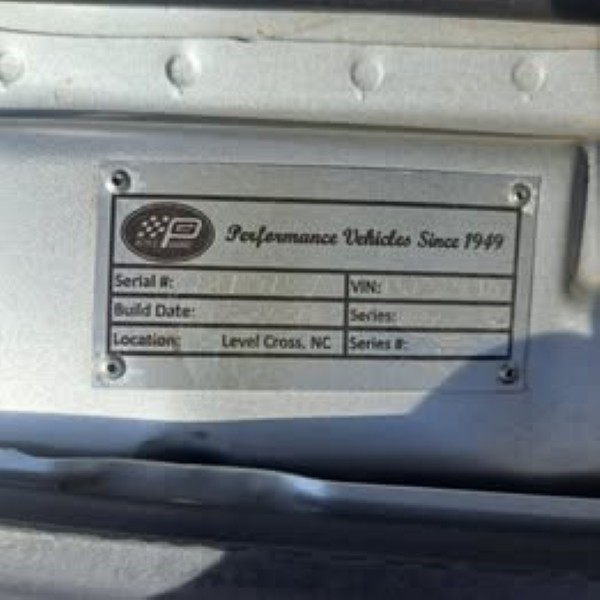 P
Performance Vehicles Since 1949
Serial #: VIN:
Build Date: Series:
Location: Level Cross, NC Series #: